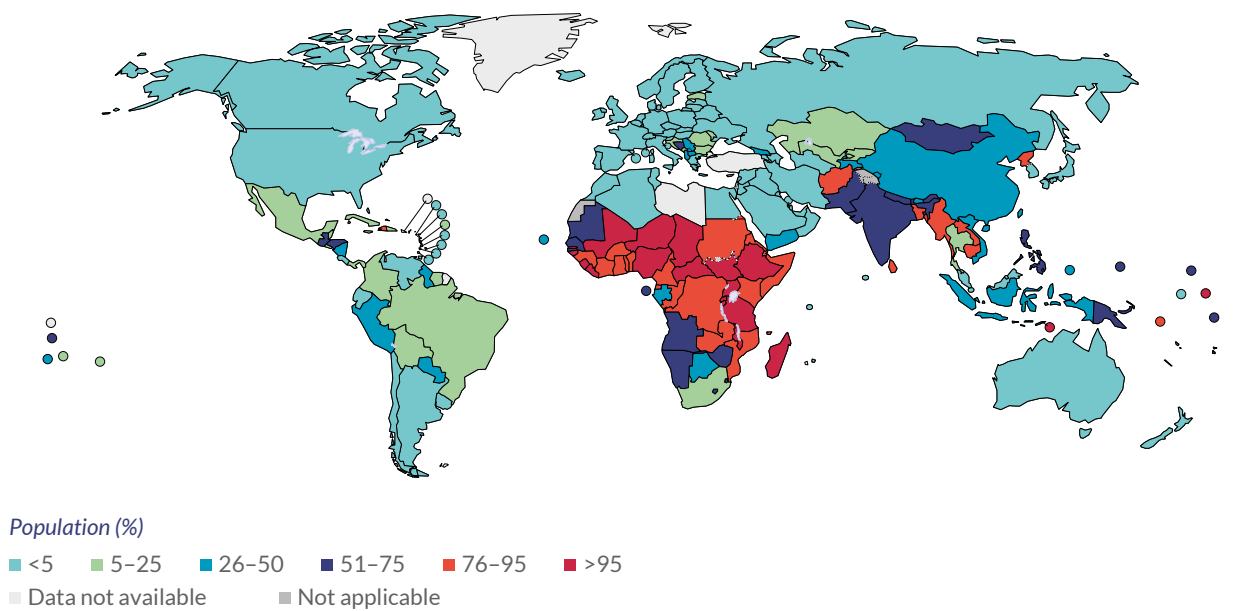 Population (%)
<5 5–25 26–50 51–75 76–95 >95
Data not available Not applicable